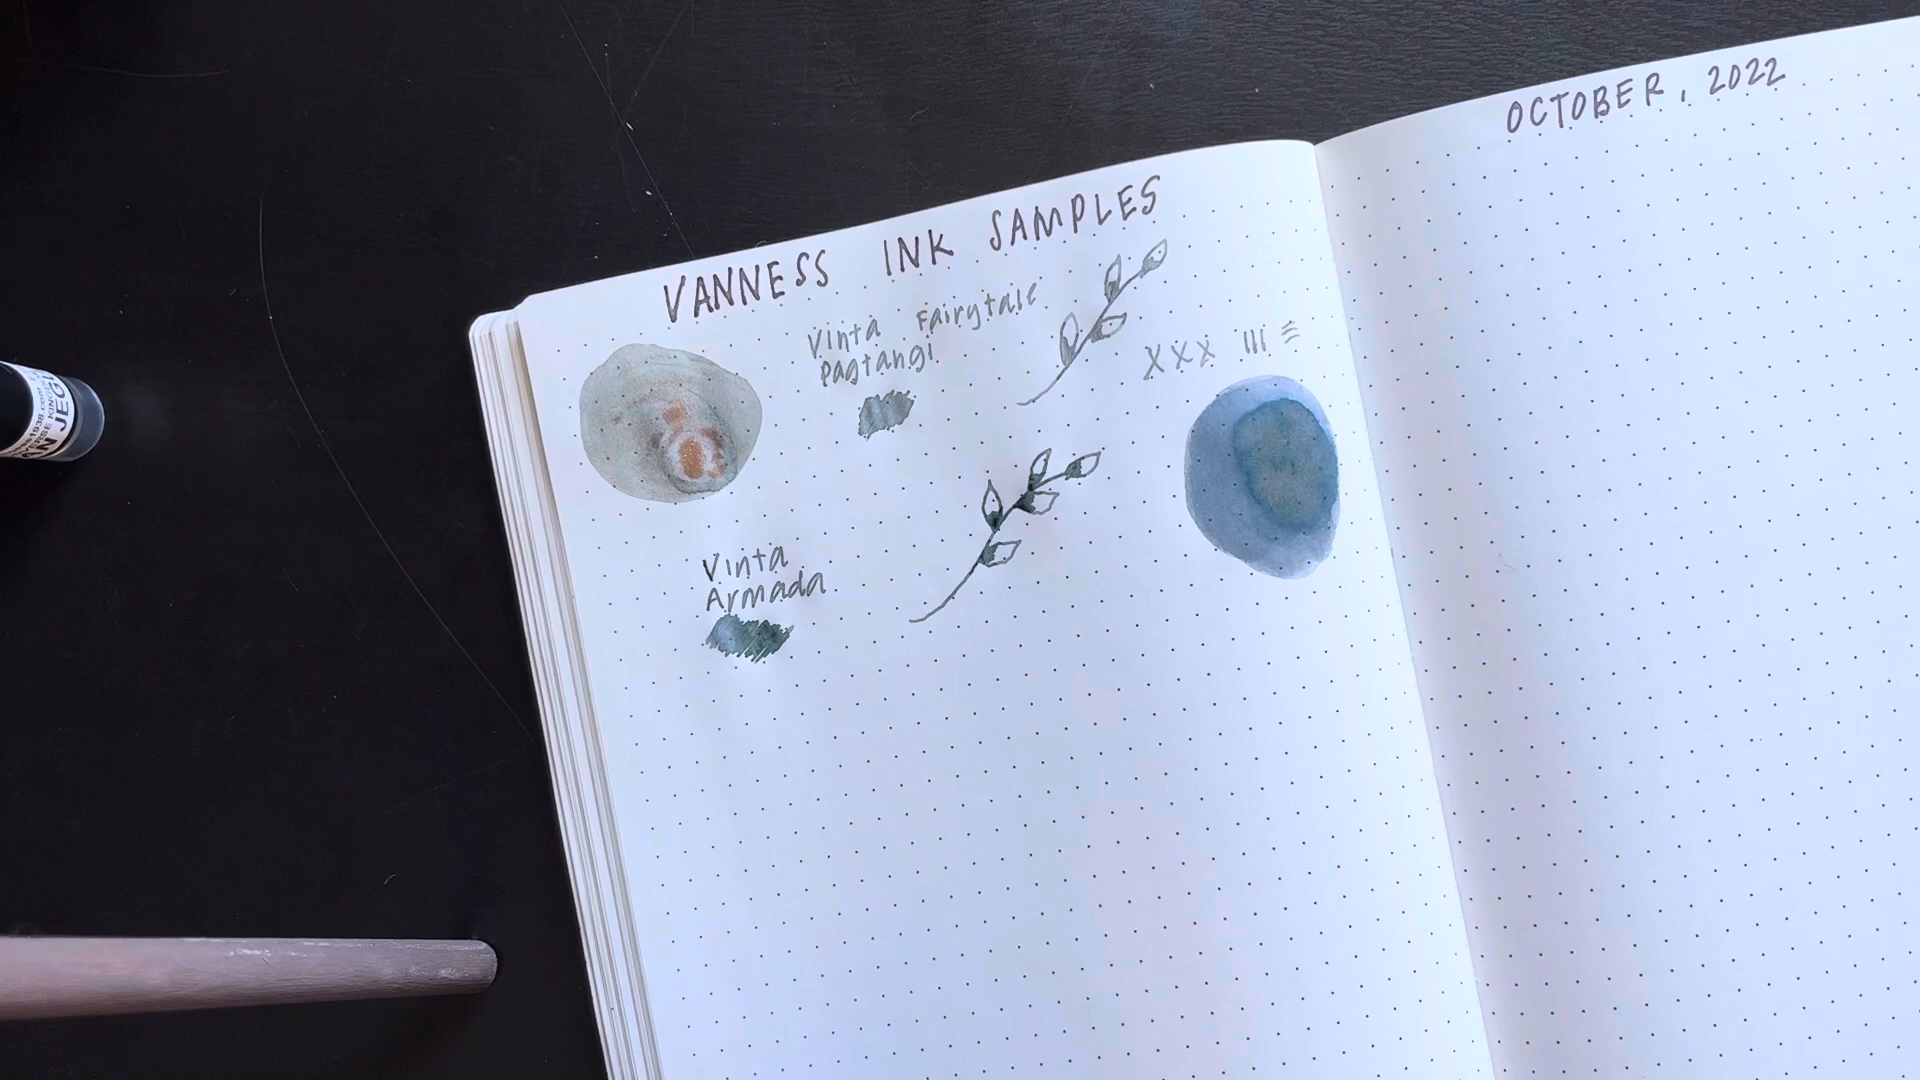 VANNESS INK SAMPLES
OCTOBER, 2022
Vinta Fairytale
Pagtangi
XXX III ≡
Vinta
Armada